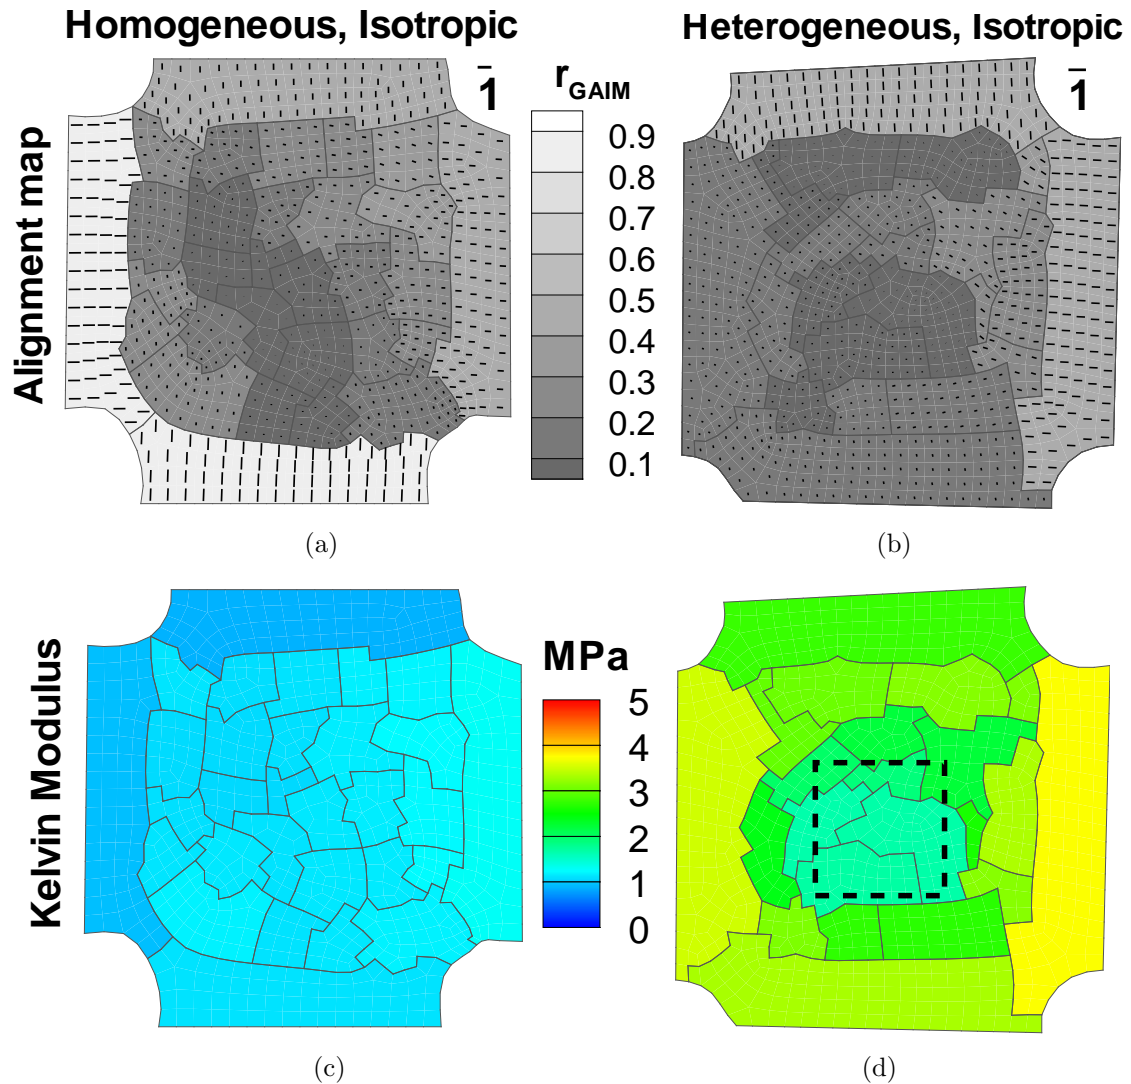 Homogeneous, Isotropic
Heterogeneous, Isotropic
Alignment map
1̅
r_GAIM
0.9
0.8
0.7
0.6
0.5
0.4
0.3
0.2
0.1
1̅
(a)
(b)
Kelvin Modulus
MPa
5
4
3
2
1
0
(c)
(d)